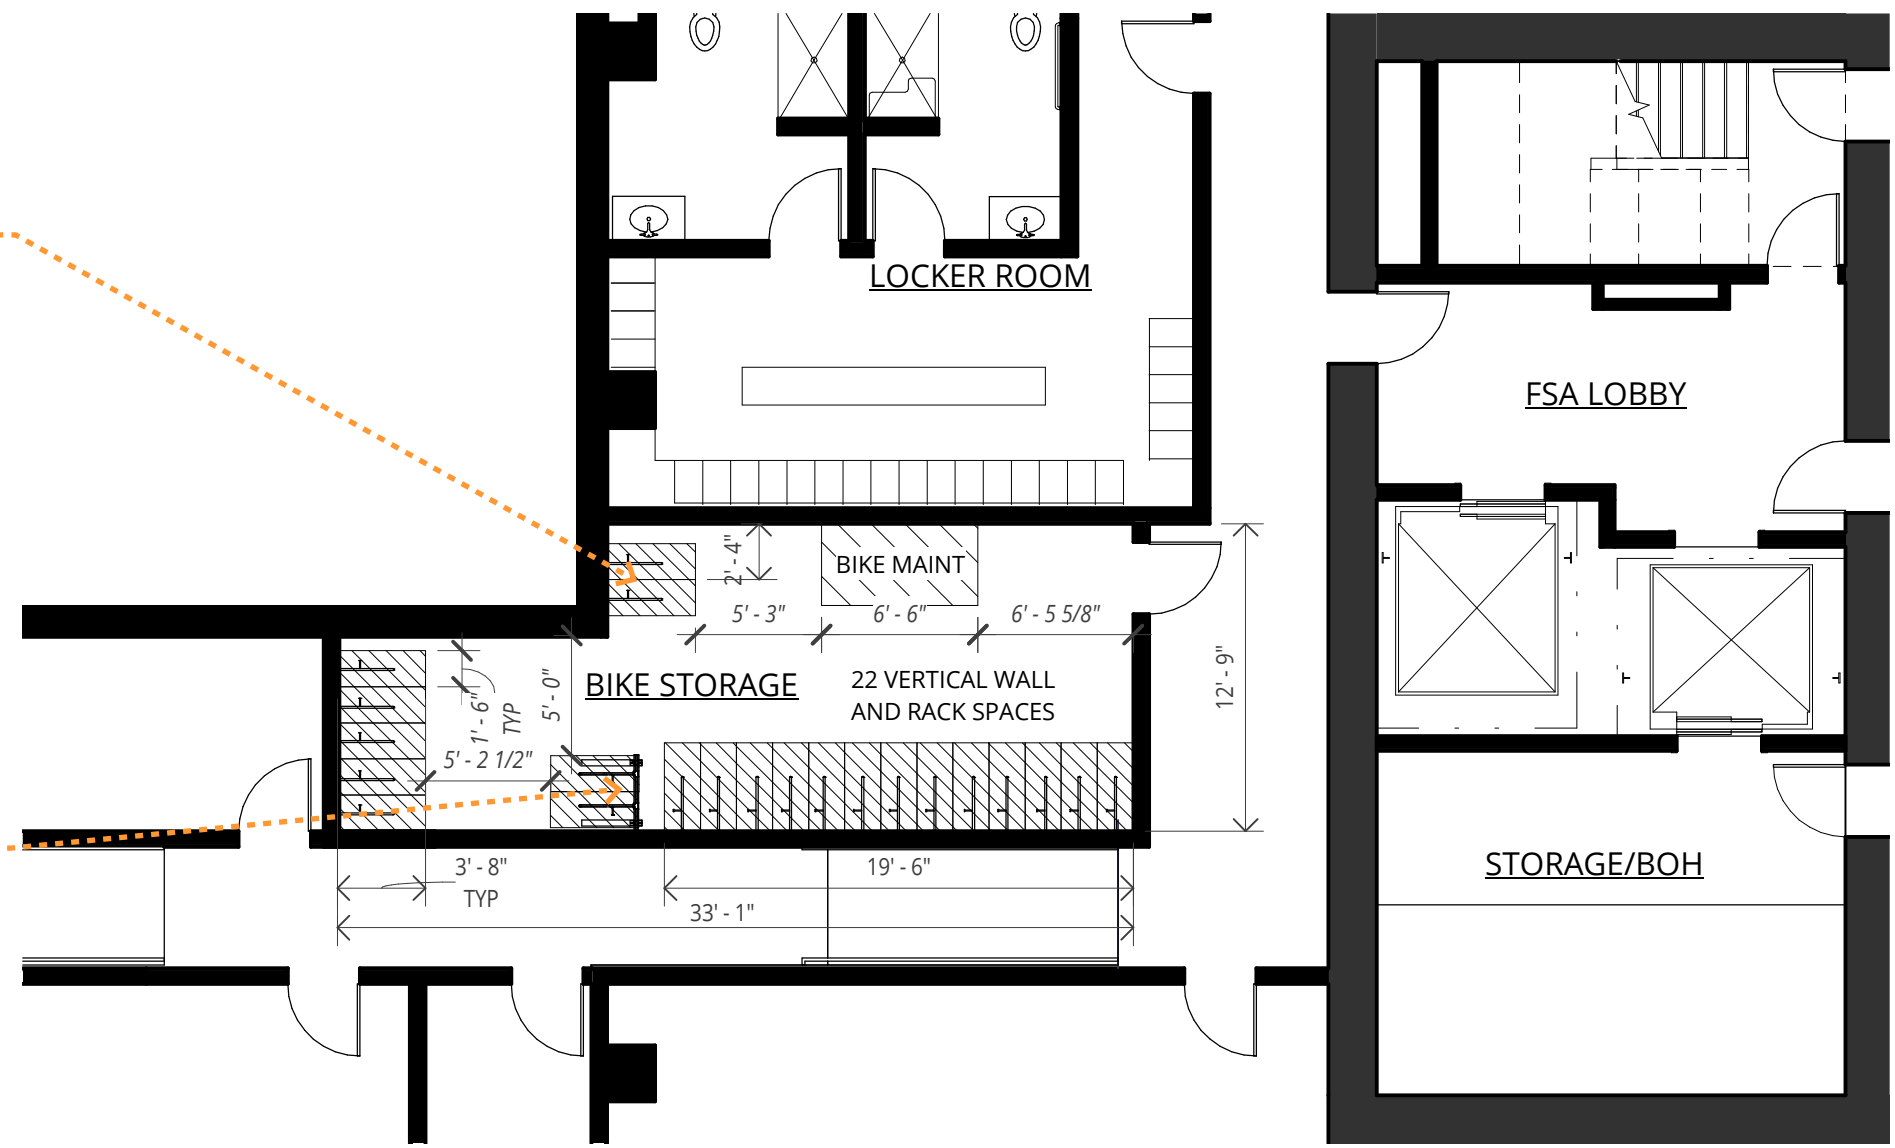 LOCKER ROOM
FSA LOBBY
2' - 4"
BIKE MAINT
5' - 3"
6' - 6"
6' - 5 5/8"
12' - 9"
1' - 6"
TYP
5' - 0"
BIKE STORAGE
22 VERTICAL WALL
AND RACK SPACES
5' - 2 1/2"
3' - 8"
TYP
19' - 6"
33' - 1"
STORAGE/BOH